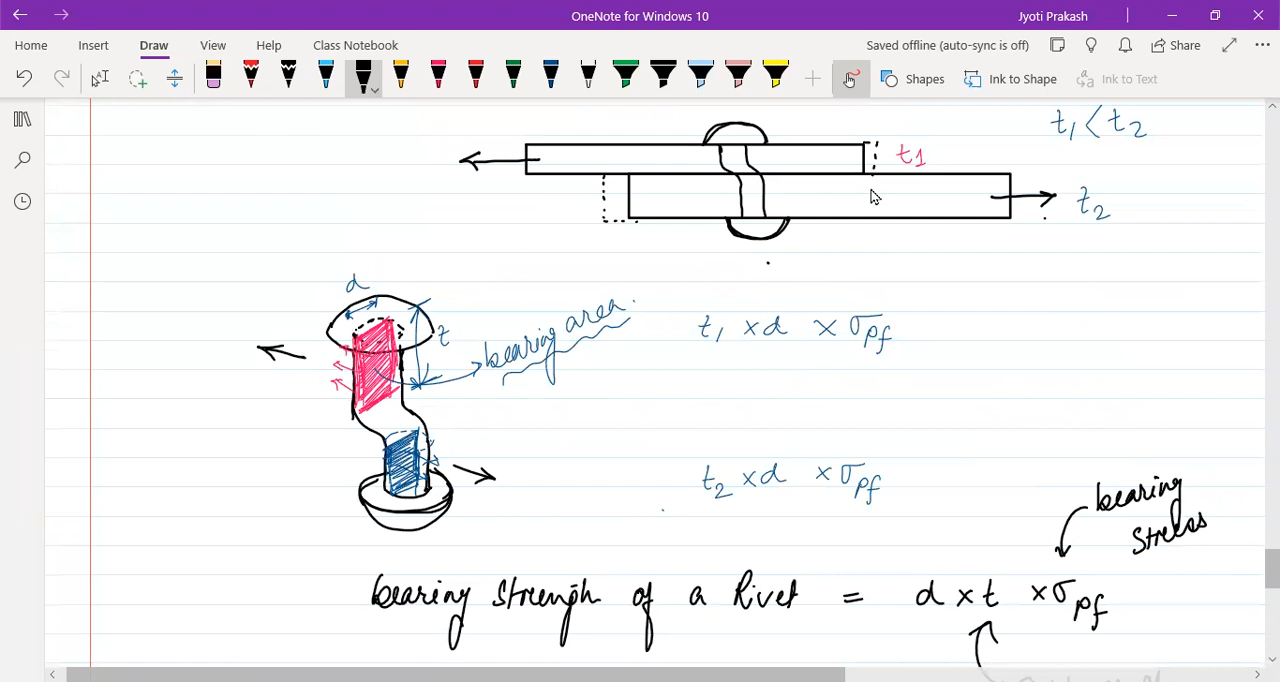 OneNote for Windows 10
Jyoti Prakash
Home Insert Draw View Help Class Notebook
Saved offline (auto-sync is off) Share
Shapes Ink to Shape Ink to Text
t₁ < t₂
t1
t₂
d
t
bearing area.
t₁ × d × σpf
t₂ × d × σpf
bearing
stress
bearing strength of a Rivet = d × t × σpf